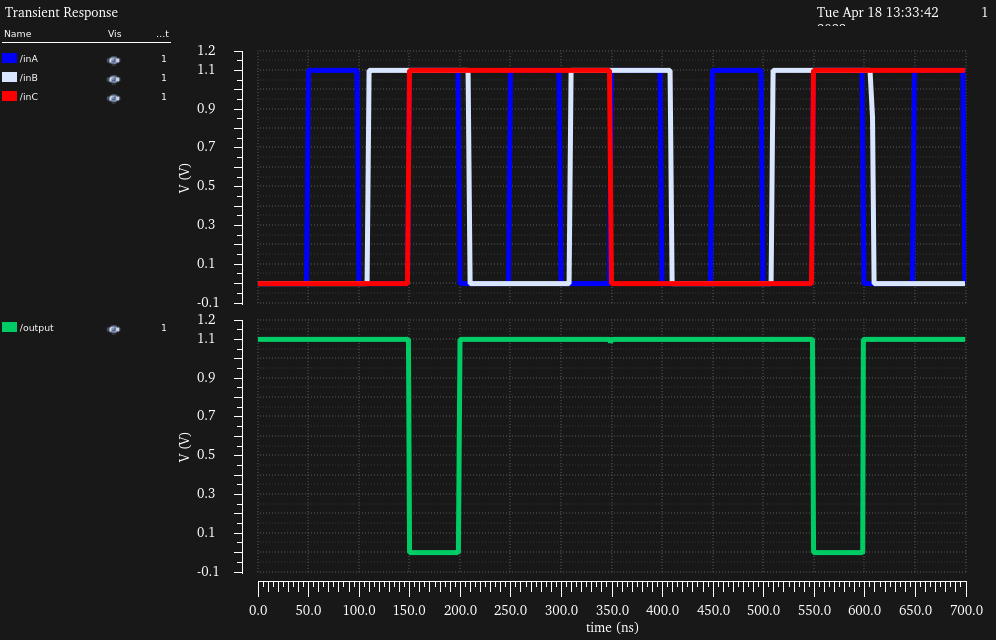 Transient Response
Tue Apr 18 13:33:42 1
Name Vis ...t
/inA 1
/inB 1
/inC 1
1.2
1.1
0.9
0.7
0.5
0.3
0.1
-0.1
V (V)
/output 1
1.2
1.1
0.9
0.7
0.5
0.3
0.1
-0.1
V (V)
0.0 50.0 100.0 150.0 200.0 250.0 300.0 350.0 400.0 450.0 500.0 550.0 600.0 650.0 700.0
time (ns)